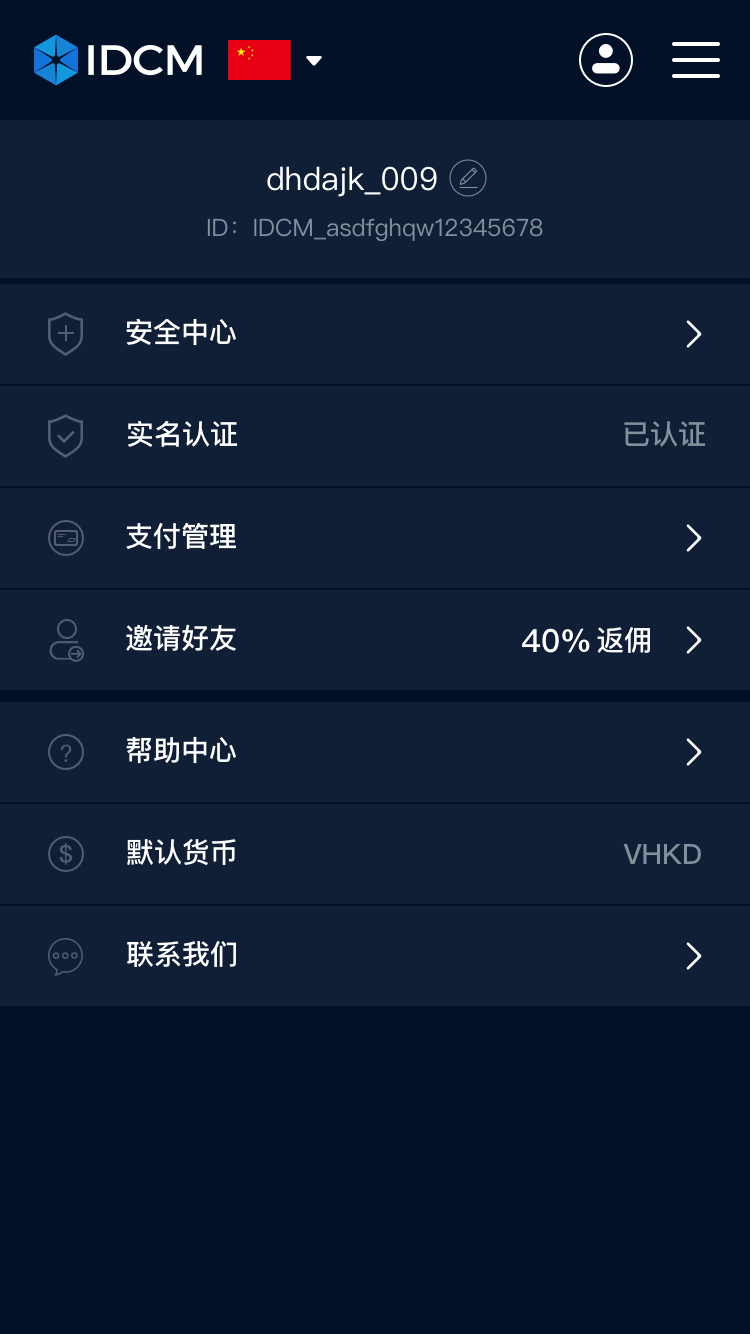 IDCM
dhdajk_009
ID：IDCM_asdfghqw12345678
安全中心
实名认证 已认证
支付管理
邀请好友 40% 返佣
帮助中心
默认货币 VHKD
联系我们